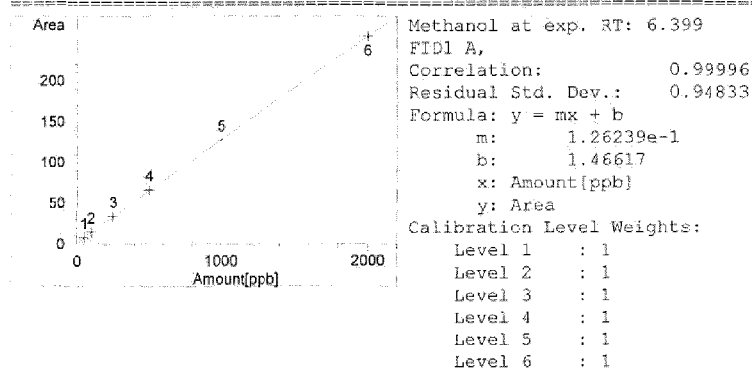 Area
200
150
100
50
0
1
2
3
4
5
6
0
1000
2000
Amount[ppb]
Methanol at exp. RT: 6.399
FID1 A,
Correlation: 0.99996
Residual Std. Dev.: 0.94833
Formula: y = mx + b
m: 1.26239e-1
b: 1.46617
x: Amount[ppb]
y: Area
Calibration Level Weights:
Level 1 : 1
Level 2 : 1
Level 3 : 1
Level 4 : 1
Level 5 : 1
Level 6 : 1